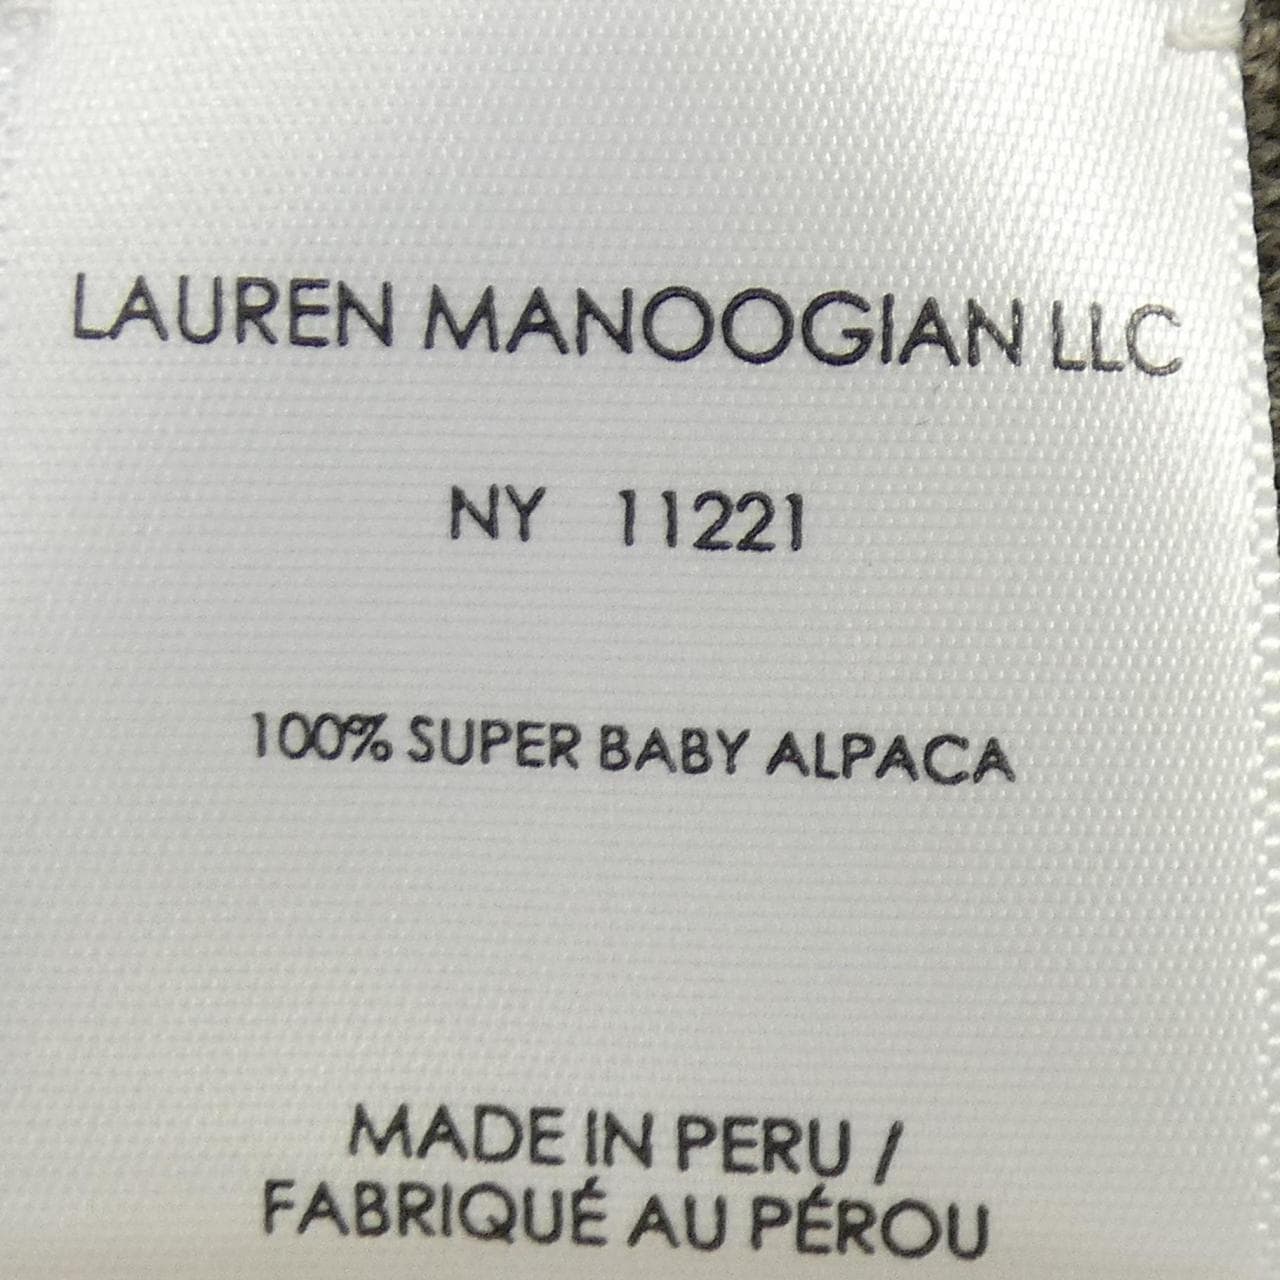 LAUREN MANOOGIAN LLC
NY 11221
100% SUPER BABY ALPACA
MADE IN PERU /
FABRIQUÉ AU PÉROU